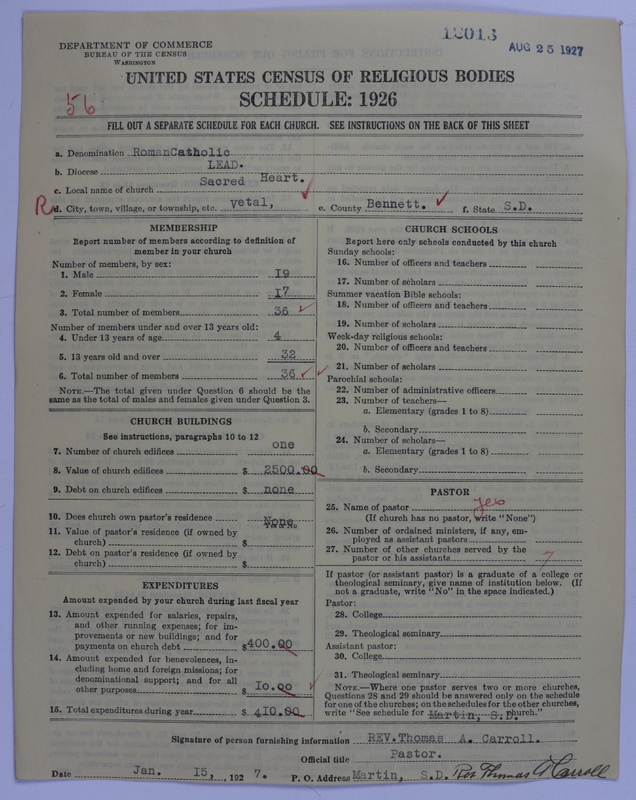 12013
AUG 25 1927
DEPARTMENT OF COMMERCE
BUREAU OF THE CENSUS
WASHINGTON
UNITED STATES CENSUS OF RELIGIOUS BODIES
SCHEDULE: 1926
56
FILL OUT A SEPARATE SCHEDULE FOR EACH CHURCH. SEE INSTRUCTIONS ON THE BACK OF THIS SHEET
a. Denomination RomanCatholic
b. Diocese LEAD.
c. Local name of church Sacred Heart.
R d. City, town, village, or township, etc. vetal, e. County Bennett. f. State S.D.
MEMBERSHIP
Report number of members according to definition of
member in your church
Number of members, by sex:
1. Male 19
2. Female 17
3. Total number of members 36
Number of members under and over 13 years old:
4. Under 13 years of age 4
5. 13 years old and over 32
6. Total number of members 36
NOTE.—The total given under Question 6 should be the
same as the total of males and females given under Question 3.
CHURCH BUILDINGS
See instructions, paragraphs 10 to 12
7. Number of church edifices one
8. Value of church edifices $ 2500.00
9. Debt on church edifices $ none
10. Does church own pastor's residence None
Yes or No
11. Value of pastor's residence (if owned by
church) $
12. Debt on pastor's residence (if owned by
church) $
EXPENDITURES
Amount expended by your church during last fiscal year
13. Amount expended for salaries, repairs,
and other running expenses; for im-
provements or new buildings; and for
payments on church debt $400.00
14. Amount expended for benevolences, in-
cluding home and foreign missions; for
denominational support; and for all
other purposes $ 10.00
15. Total expenditures during year $ 410.00
CHURCH SCHOOLS
Report here only schools conducted by this church
Sunday schools:
16. Number of officers and teachers
17. Number of scholars
Summer vacation Bible schools:
18. Number of officers and teachers
19. Number of scholars
Week-day religious schools:
20. Number of officers and teachers
21. Number of scholars
Parochial schools:
22. Number of administrative officers
23. Number of teachers—
a. Elementary (grades 1 to 8)
b. Secondary
24. Number of scholars—
a. Elementary (grades 1 to 8)
b. Secondary
PASTOR
25. Name of pastor yes
(If church has no pastor, write "None")
26. Number of ordained ministers, if any, em-
ployed as assistant pastors
27. Number of other churches served by the
pastor or his assistants 7
If pastor (or assistant pastor) is a graduate of a college or
theological seminary, give name of institution below. (If
not a graduate, write "No" in the space indicated.)
Pastor:
28. College
29. Theological seminary
Assistant pastor:
30. College
31. Theological seminary
NOTE.—Where one pastor serves two or more churches,
Questions 28 and 29 should be answered only on the schedule
for one of the churches; on the schedules for the other churches,
write "See schedule for Martin, S.D. church."
Signature of person furnishing information REV. Thomas A. Carroll.
Official title Pastor.
Date Jan. 15, 1927. P. O. Address Martin, S.D. Rev. Thomas A Carroll